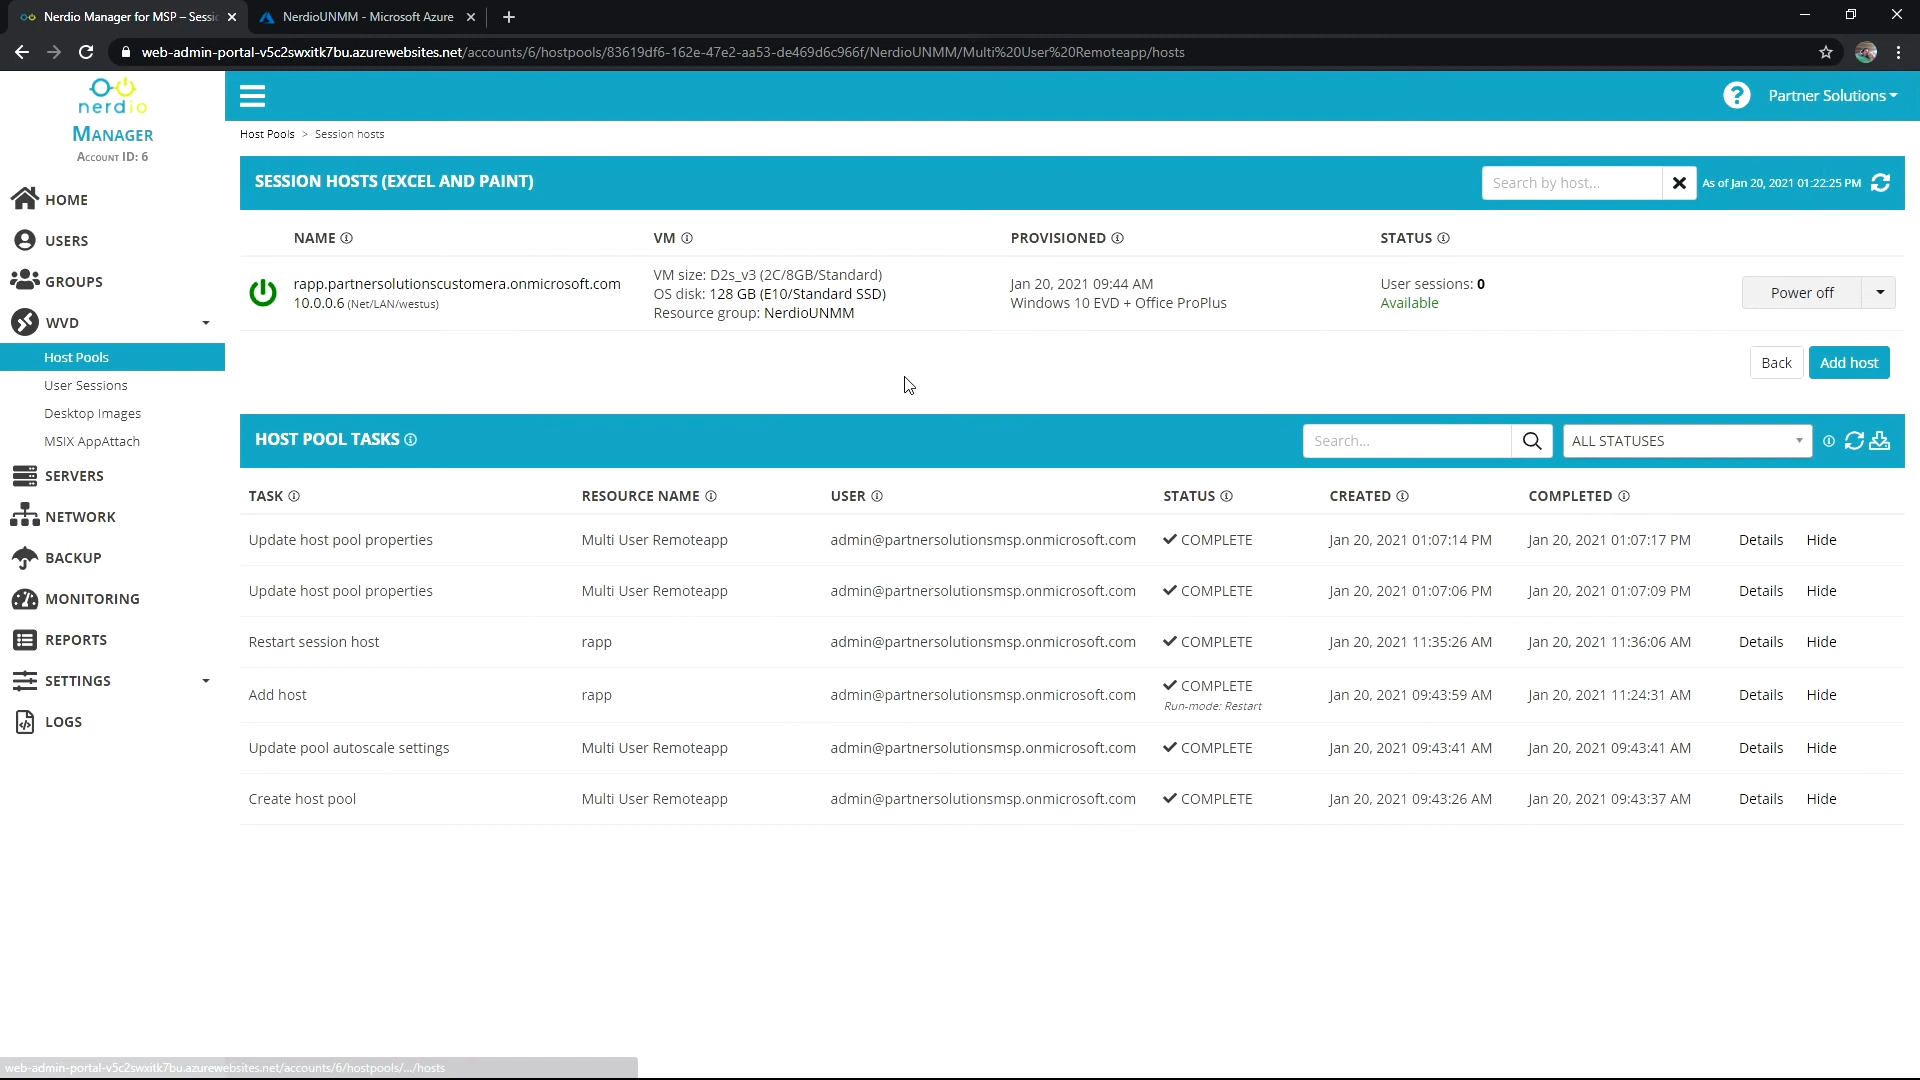 Nerdio Manager for MSP – Sessi
NerdioUNMM - Microsoft Azure
web-admin-portal-v5c2swxitk7bu.azurewebsites.net/accounts/6/hostpools/83619df6-162e-47e2-aa53-de469d6c966f/NerdioUNMM/Multi%20User%20Remoteapp/hosts
nerdio
MANAGER
ACCOUNT ID: 6
HOME
USERS
GROUPS
WVD
Host Pools
User Sessions
Desktop Images
MSIX AppAttach
SERVERS
NETWORK
BACKUP
MONITORING
REPORTS
SETTINGS
LOGS
? Partner Solutions
Host Pools > Session hosts
SESSION HOSTS (EXCEL AND PAINT)
Search by host...
As of Jan 20, 2021 01:22:25 PM
NAME VM PROVISIONED STATUS
rapp.partnersolutionscustomera.onmicrosoft.com
10.0.0.6 (Net/LAN/westus)
VM size: D2s_v3 (2C/8GB/Standard)
OS disk: 128 GB (E10/Standard SSD)
Resource group: NerdioUNMM
Jan 20, 2021 09:44 AM
Windows 10 EVD + Office ProPlus
User sessions: 0
Available
Power off
Back Add host
HOST POOL TASKS
Search...
ALL STATUSES
TASK RESOURCE NAME USER STATUS CREATED COMPLETED
Update host pool properties Multi User Remoteapp admin@partnersolutionsmsp.onmicrosoft.com COMPLETE Jan 20, 2021 01:07:14 PM Jan 20, 2021 01:07:17 PM Details Hide
Update host pool properties Multi User Remoteapp admin@partnersolutionsmsp.onmicrosoft.com COMPLETE Jan 20, 2021 01:07:06 PM Jan 20, 2021 01:07:09 PM Details Hide
Restart session host rapp admin@partnersolutionsmsp.onmicrosoft.com COMPLETE Jan 20, 2021 11:35:26 AM Jan 20, 2021 11:36:06 AM Details Hide
Add host rapp admin@partnersolutionsmsp.onmicrosoft.com COMPLETE Jan 20, 2021 09:43:59 AM Jan 20, 2021 11:24:31 AM Details Hide
Run-mode: Restart
Update pool autoscale settings Multi User Remoteapp admin@partnersolutionsmsp.onmicrosoft.com COMPLETE Jan 20, 2021 09:43:41 AM Jan 20, 2021 09:43:41 AM Details Hide
Create host pool Multi User Remoteapp admin@partnersolutionsmsp.onmicrosoft.com COMPLETE Jan 20, 2021 09:43:26 AM Jan 20, 2021 09:43:37 AM Details Hide
web-admin-portal-v5c2swxitk7bu.azurewebsites.net/accounts/6/hostpools/.../hosts